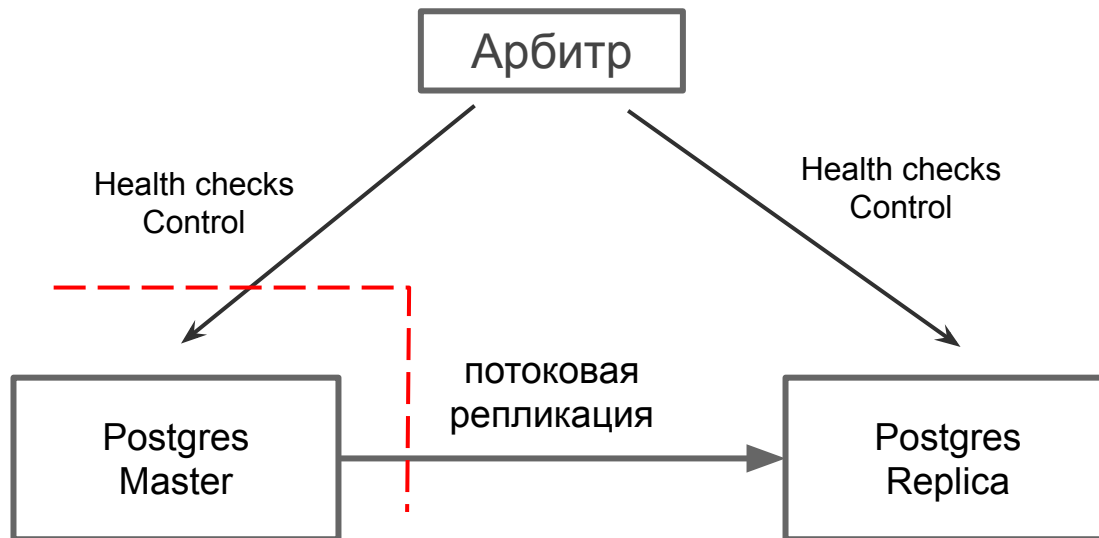 Арбитр
Health checks
Control
Health checks
Control
потоковая
репликация
Postgres
Master
Postgres
Replica